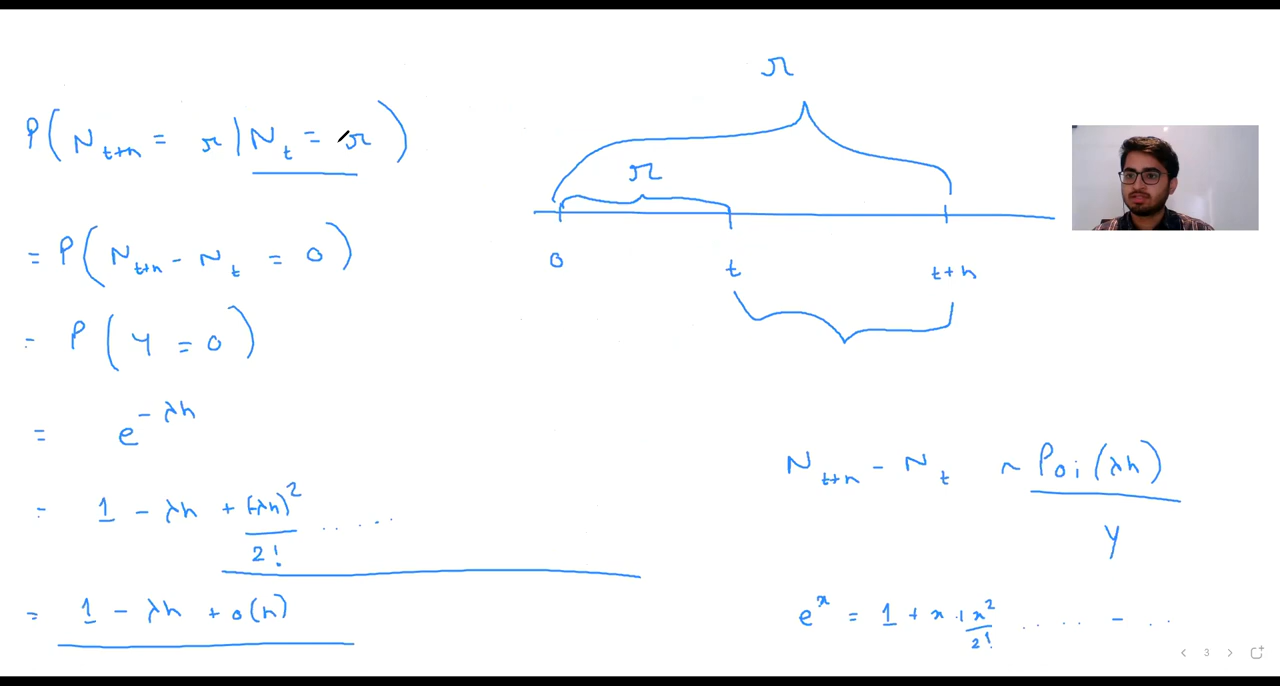 P(N_{t+h} = r | N_t = r)
= P(N_{t+h} - N_t = 0)
= P(Y = 0)
= e^{-λh}
= 1 - λh + (-λh)^2 / 2! .....
= 1 - λh + o(h)
r
r
0 t t+h
N_{t+h} - N_t ~ Poi(λh)
Y
e^x = 1 + x + x^2 / 2! .... - ..
< 3 >